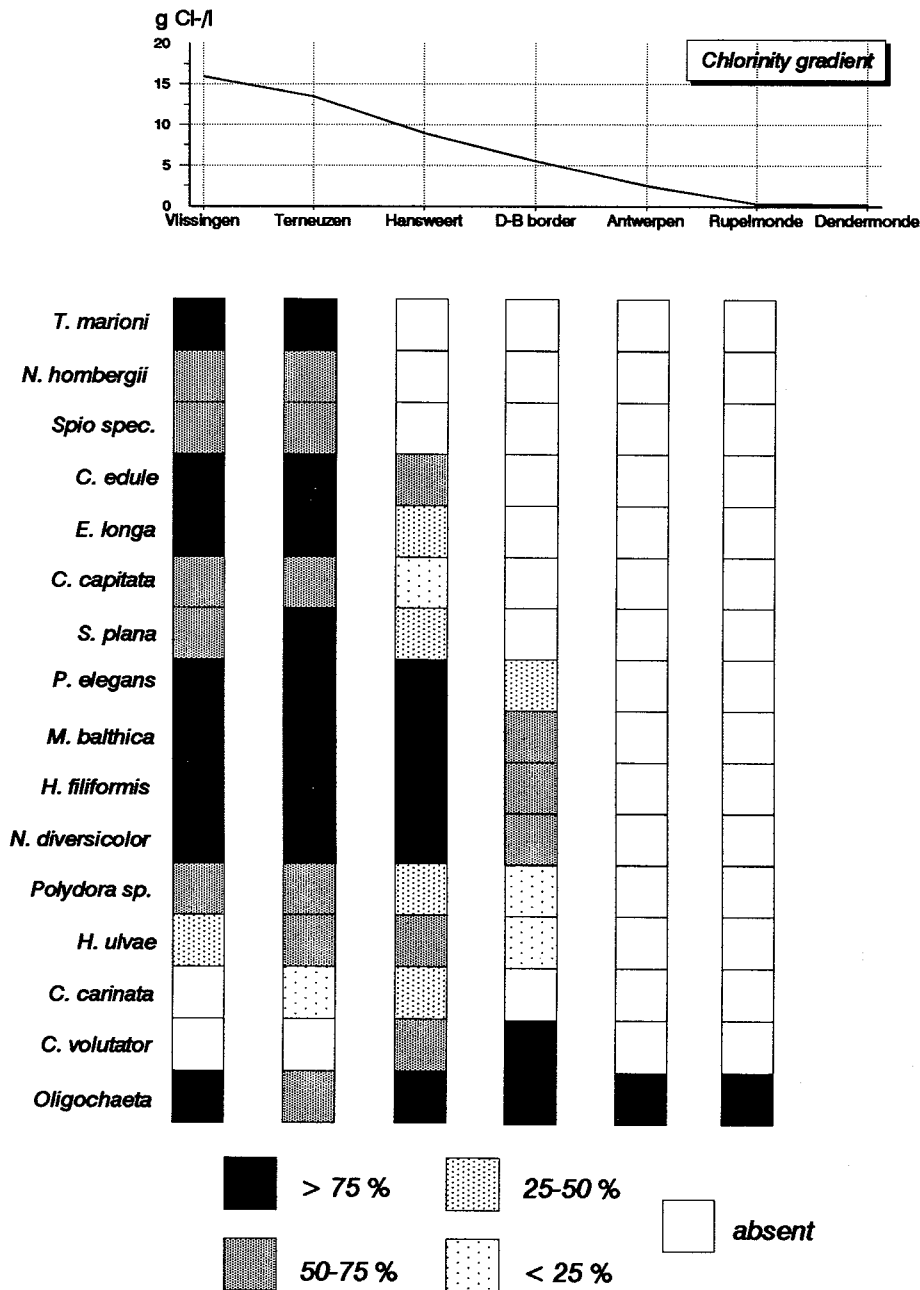 g Cl-/l
Chlorinity gradient
20
15
10
5
0
Vlissingen Terneuzen Hansweert D-B border Antwerpen Rupelmonde Dendermonde
T. marioni
N. hombergii
Spio spec.
C. edule
E. longa
C. capitata
S. plana
P. elegans
M. balthica
H. filiformis
N. diversicolor
Polydora sp.
H. ulvae
C. carinata
C. volutator
Oligochaeta
> 75 % 25-50 %
absent
50-75 % < 25 %